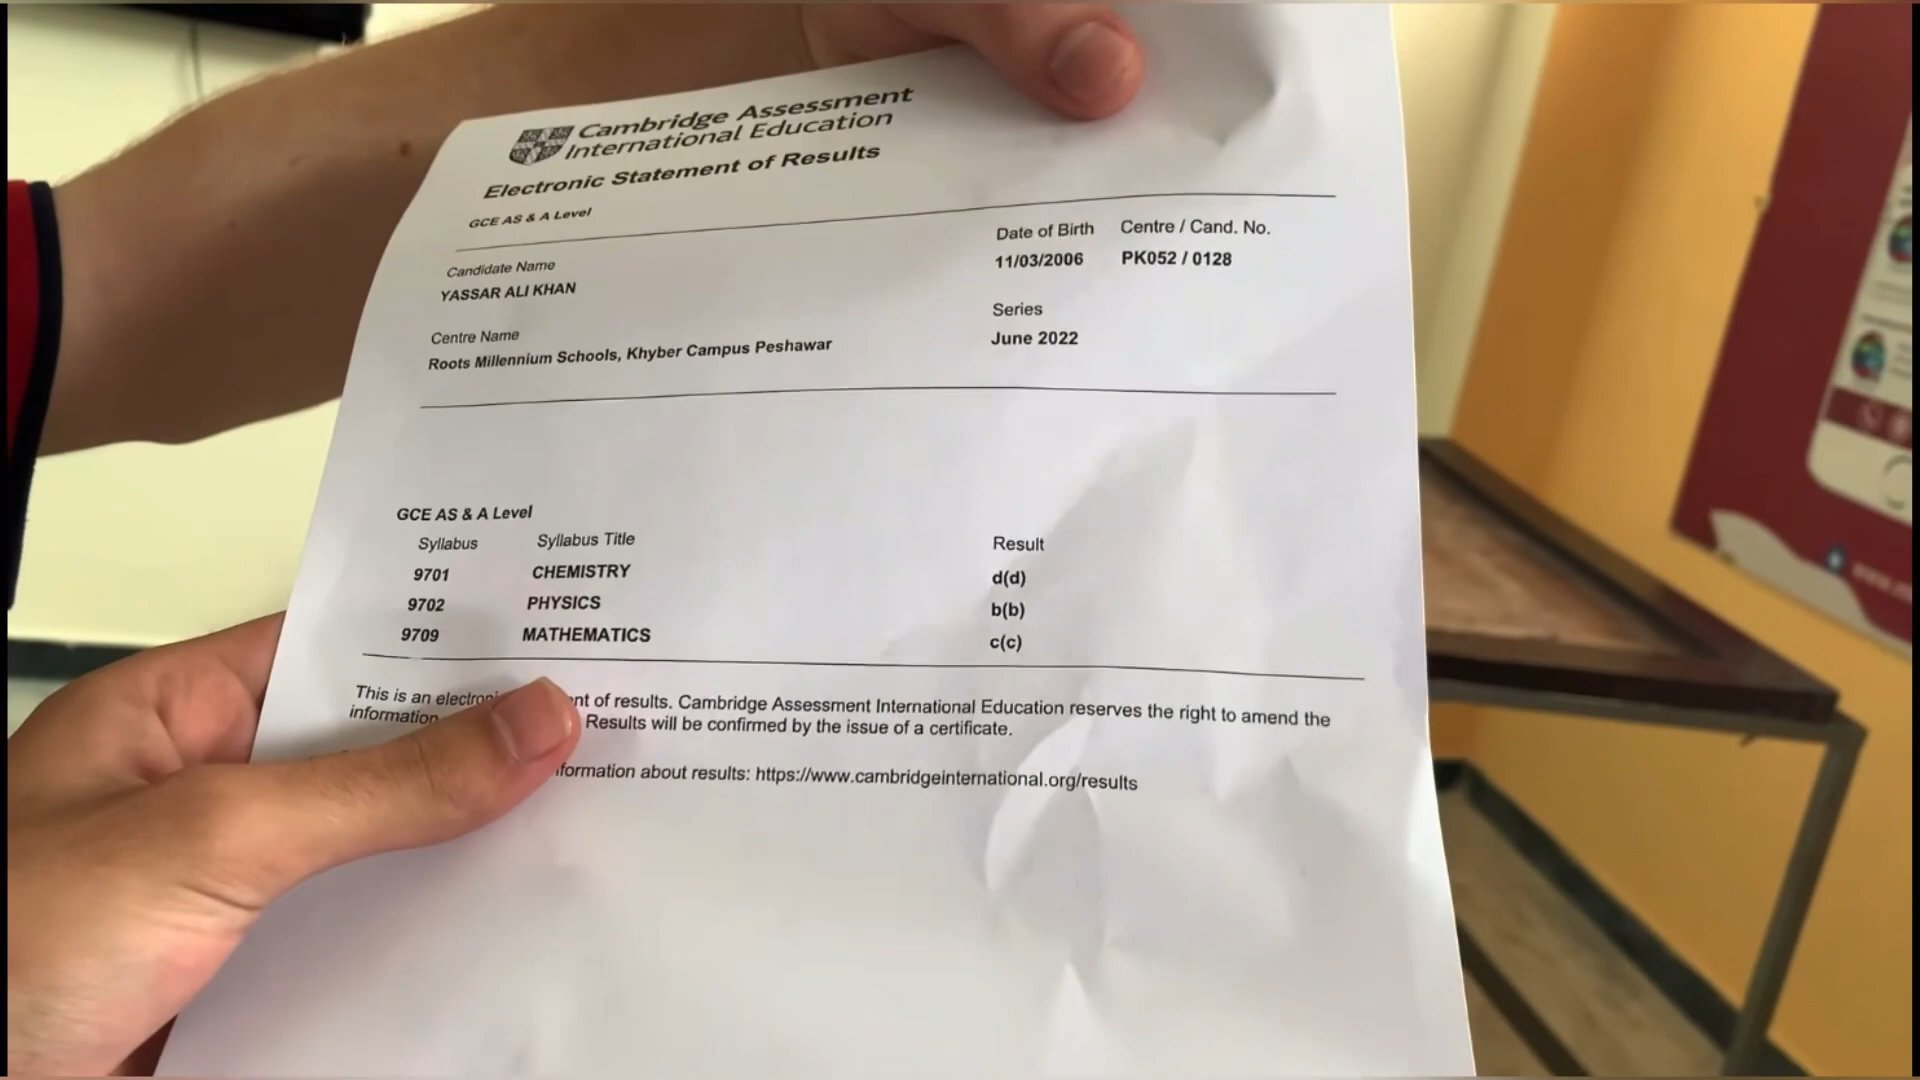 Cambridge Assessment
International Education
Electronic Statement of Results
GCE AS & A Level
Date of Birth Centre / Cand. No.
11/03/2006 PK052 / 0128
Candidate Name
YASSAR ALI KHAN
Series
June 2022
Centre Name
Roots Millennium Schools, Khyber Campus Peshawar
GCE AS & A Level
Syllabus Syllabus Title Result
9701 CHEMISTRY d(d)
9702 PHYSICS b(b)
9709 MATHEMATICS c(c)
This is an of results. Cambridge Assessment International Education reserves the right to amend the
information Results will be confirmed by the issue of a certificate.
about results: https://www.cambridgeinternational.org/results